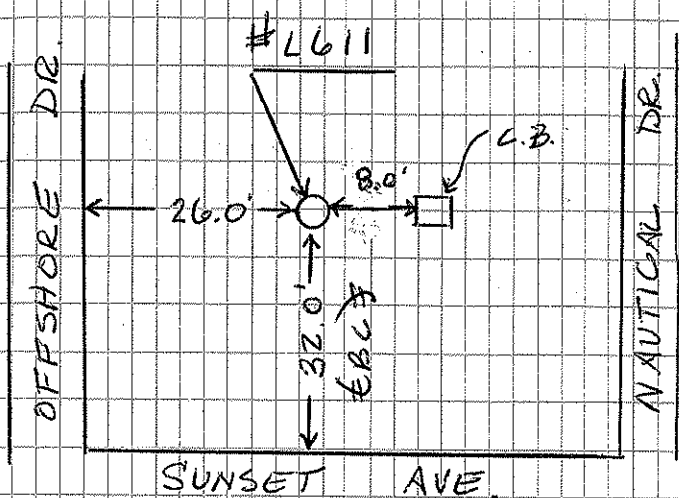 #L611
OFFSHORE DR.
C.B.
8.0'
26.0'
32.0'
NAUTICAL DR.
SUNSET AVE.